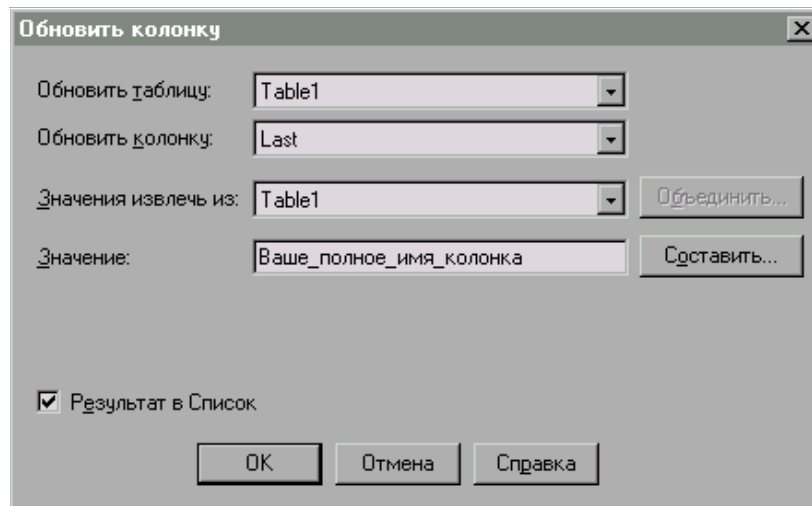 Обновить колонку
Обновить таблицу: Table1
Обновить колонку: Last
Значения извлечь из: Table1 Объединить...
Значение: Ваше_полное_имя_колонка Составить...
Результат в Список
OK Отмена Справка